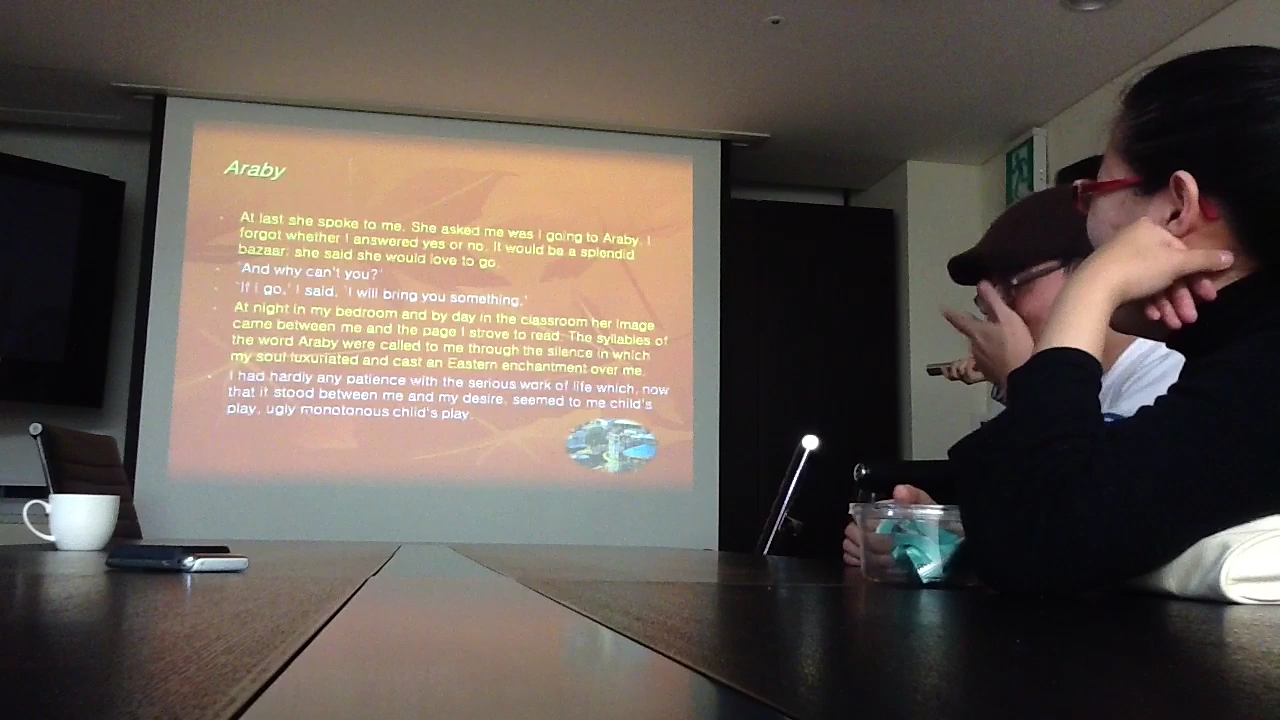 Araby
At last she spoke to me. She asked me was I going to Araby. I
forgot whether I answered yes or no. It would be a splendid
bazaar; she said she would love to go.
`And why can't you?'
`If I go,' I said, `I will bring you something.'
At night in my bedroom and by day in the classroom her image
came between me and the page I strove to read. The syllables of
the word Araby were called to me through the silence in which
my soul luxuriated and cast an Eastern enchantment over me.
I had hardly any patience with the serious work of life which, now
that it stood between me and my desire, seemed to me child's
play, ugly monotonous child's play.